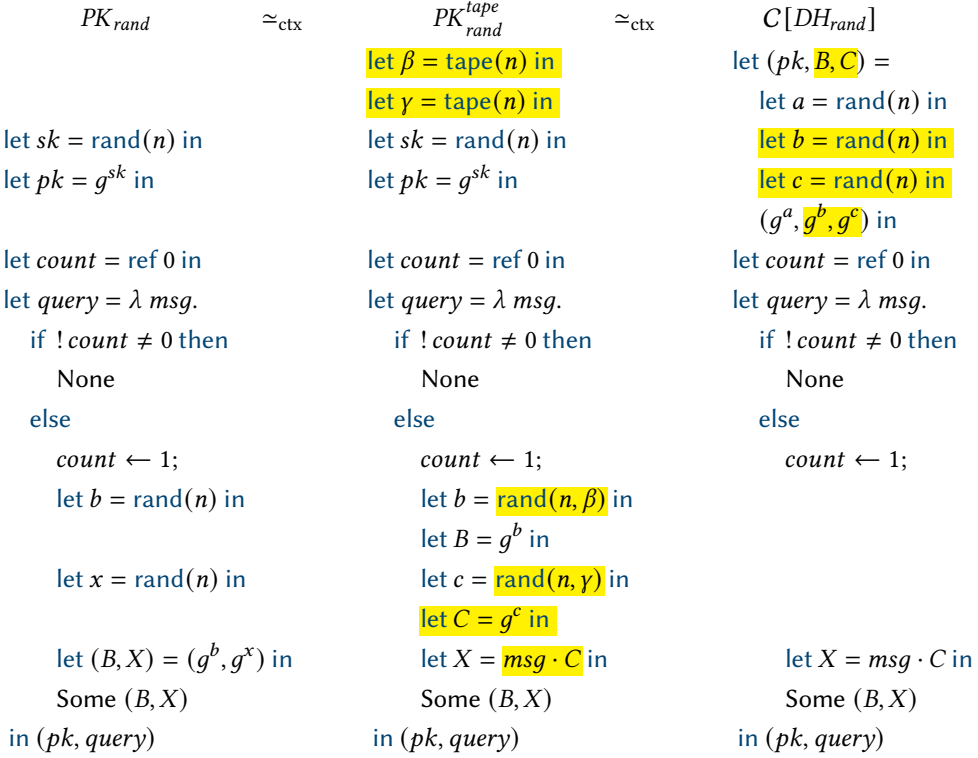 PK_rand ≃_ctx PK_rand^tape ≃_ctx C[DH_rand]
let β = tape(n) in let (pk, B, C) =
let γ = tape(n) in let a = rand(n) in
let sk = rand(n) in let sk = rand(n) in let b = rand(n) in
let pk = g^sk in let pk = g^sk in let c = rand(n) in
(g^a, g^b, g^c) in
let count = ref 0 in let count = ref 0 in let count = ref 0 in
let query = λ msg. let query = λ msg. let query = λ msg.
if ! count ≠ 0 then if ! count ≠ 0 then if ! count ≠ 0 then
None None None
else else else
count ← 1; count ← 1; count ← 1;
let b = rand(n) in let b = rand(n, β) in
let B = g^b in
let x = rand(n) in let c = rand(n, γ) in
let C = g^c in
let (B, X) = (g^b, g^x) in let X = msg · C in let X = msg · C in
Some (B, X) Some (B, X) Some (B, X)
in (pk, query) in (pk, query) in (pk, query)